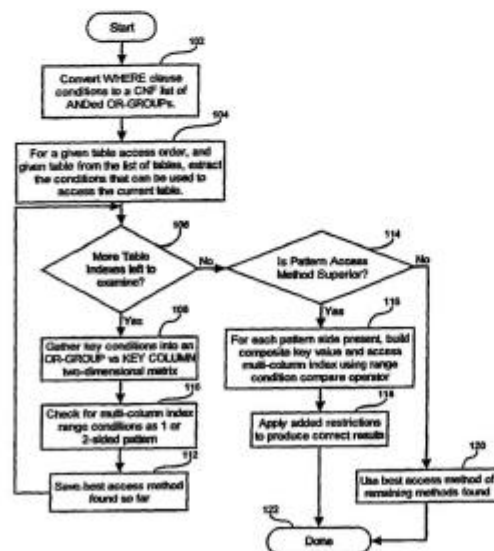 Start
102
Convert WHERE clause
conditions to a CNF list of
ANDed OR-GROUPs.
104
For a given table access order, and
given table from the list of tables, extract
the conditions that can be used to
access the current table.
106
More Table
Indexes left to
examine?
No
Yes
108
Gather key conditions into an
OR-GROUP vs KEY COLUMN
two-dimensional matrix
110
Check for multi-column index
range conditions as 1 or
2-sided pattern
112
Save best access method
found so far
114
Is Pattern Access
Method Superior?
No
Yes
116
For each pattern side present, build
composite key value and access
multi-column index using range
condition compare operator
118
Apply added restrictions
to produce correct results
120
Use best access method of
remaining methods found
122
Done